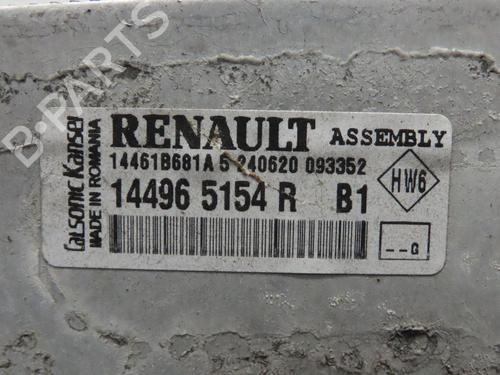 B-PARTS
Calsonic Kansei
MADE IN ROMANIA
RENAULT ASSEMBLY
14461B681A 5 240620 093352
14496 5154 R B1
HW6
--G